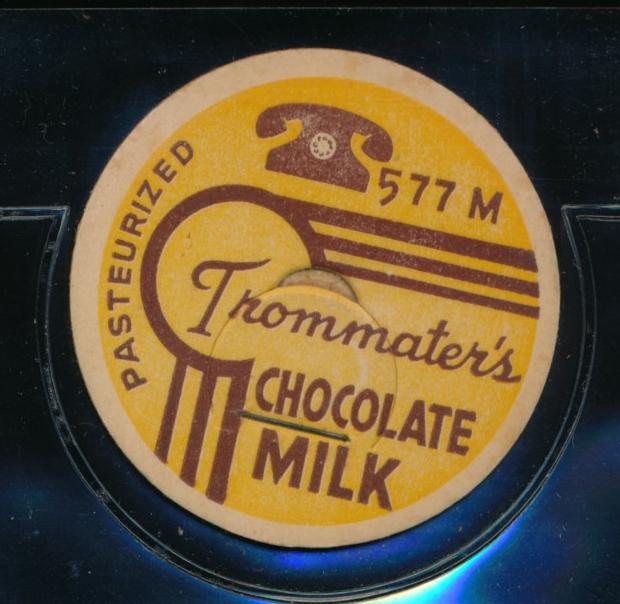 577 M
PASTEURIZED
Trommater's
CHOCOLATE
MILK